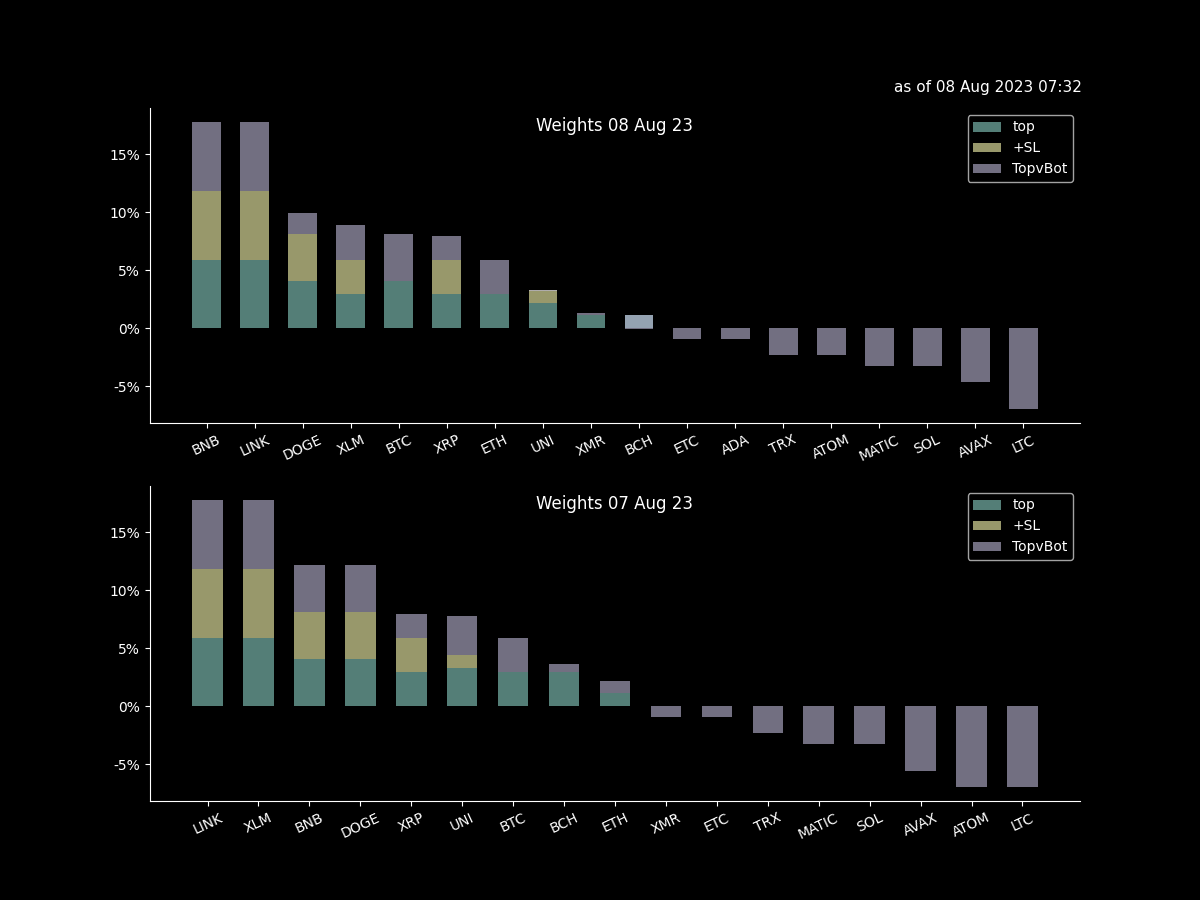 as of 08 Aug 2023 07:32
Weights 08 Aug 23
top
+SL
TopvBot
15%
10%
5%
0%
-5%
BNB LINK DOGE XLM BTC XRP ETH UNI XMR BCH ETC ADA TRX ATOM MATIC SOL AVAX LTC
Weights 07 Aug 23
top
+SL
TopvBot
15%
10%
5%
0%
-5%
LINK XLM BNB DOGE XRP UNI BTC BCH ETH XMR ETC TRX MATIC SOL AVAX ATOM LTC